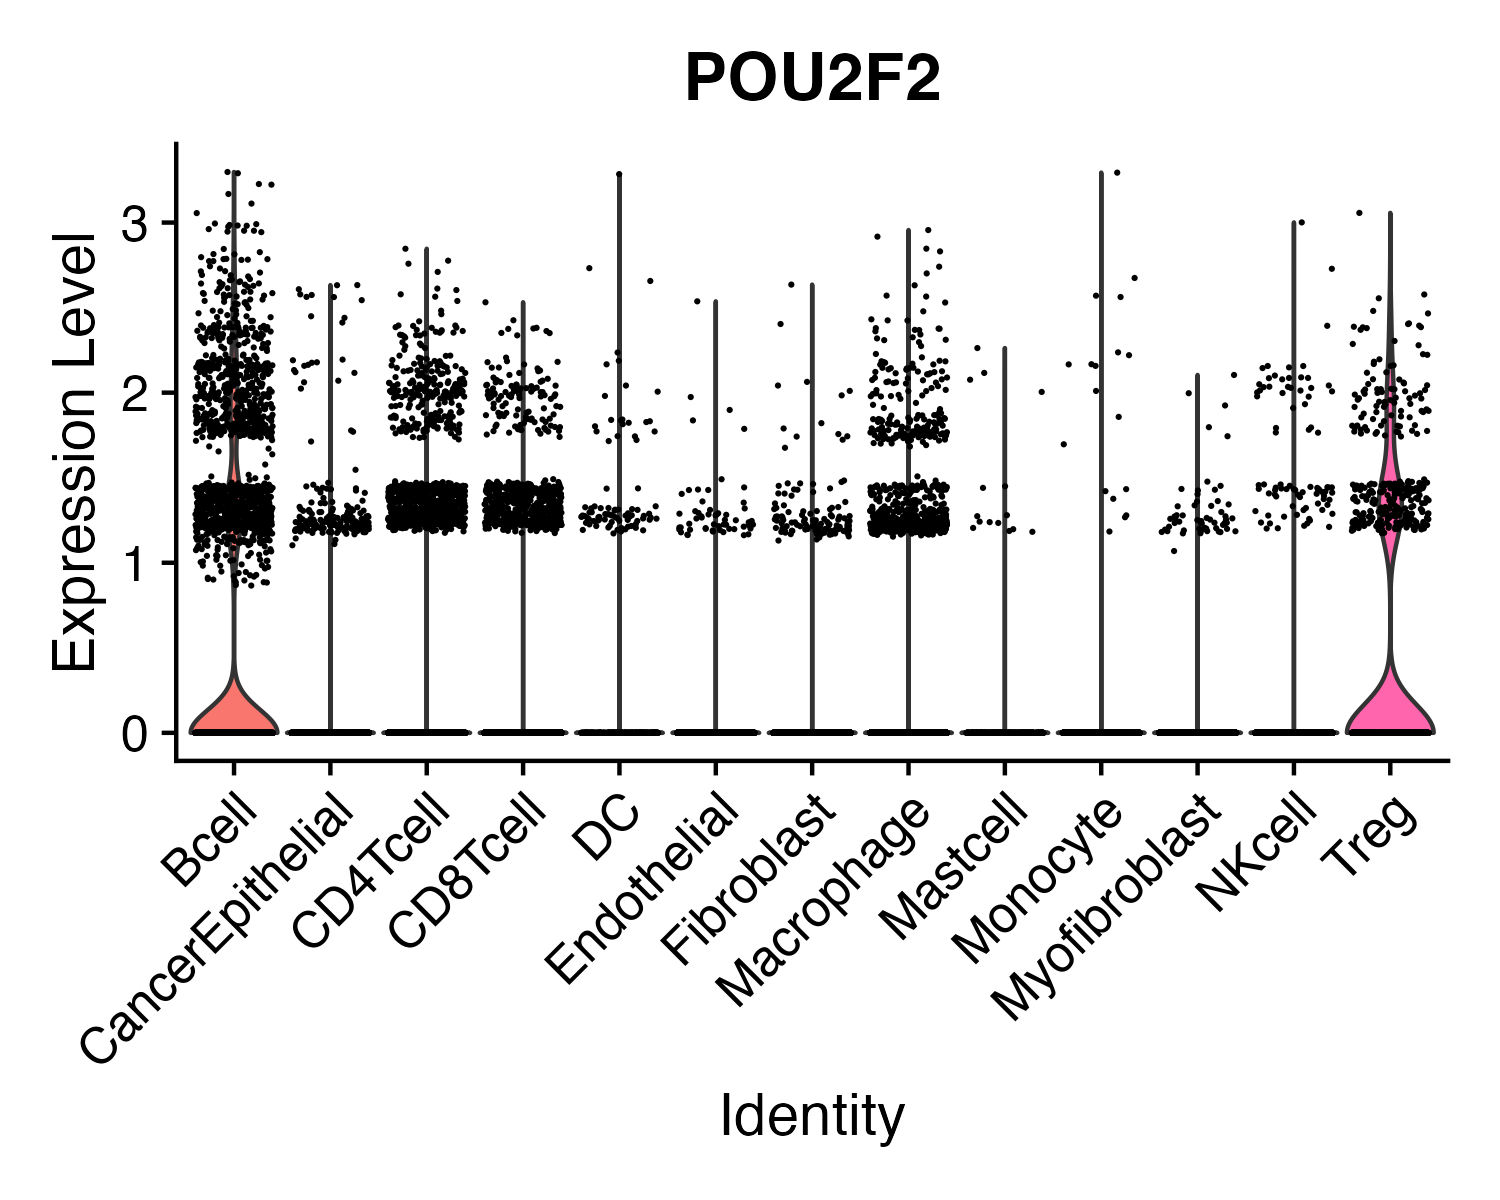 POU2F2
Expression Level
3
2
1
0
Bcell
CancerEpithelial
CD4Tcell
CD8Tcell
DC
Endothelial
Fibroblast
Macrophage
Mastcell
Monocyte
Myofibroblast
NKcell
Treg
Identity